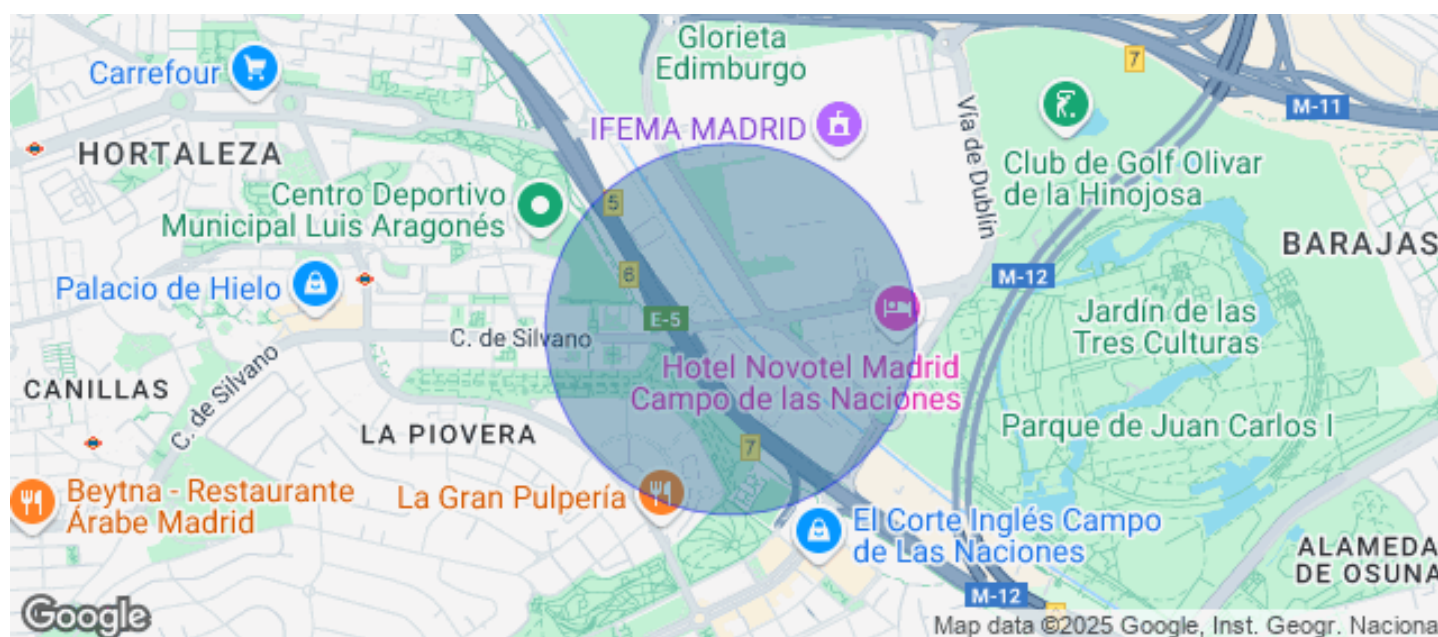 Glorieta
Edimburgo
Carrefour
7
M-11
IFEMA MADRID
Vía de Dublín
HORTALEZA
Club de Golf Olivar
de la Hinojosa
Centro Deportivo
Municipal Luis Aragonés
5
BARAJAS
6
M-12
Palacio de Hielo
E-5
C. de Silvano
Jardín de las
Tres Culturas
Hotel Novotel Madrid
Campo de las Naciones
CANILLAS
C. de Silvano
LA PIOVERA
Parque de Juan Carlos I
7
Beytna - Restaurante
Árabe Madrid
La Gran Pulpería
El Corte Inglés Campo
de Las Naciones
ALAMEDA
DE OSUNA
M-12
Google
Map data ©2025 Google, Inst. Geogr. Naciona